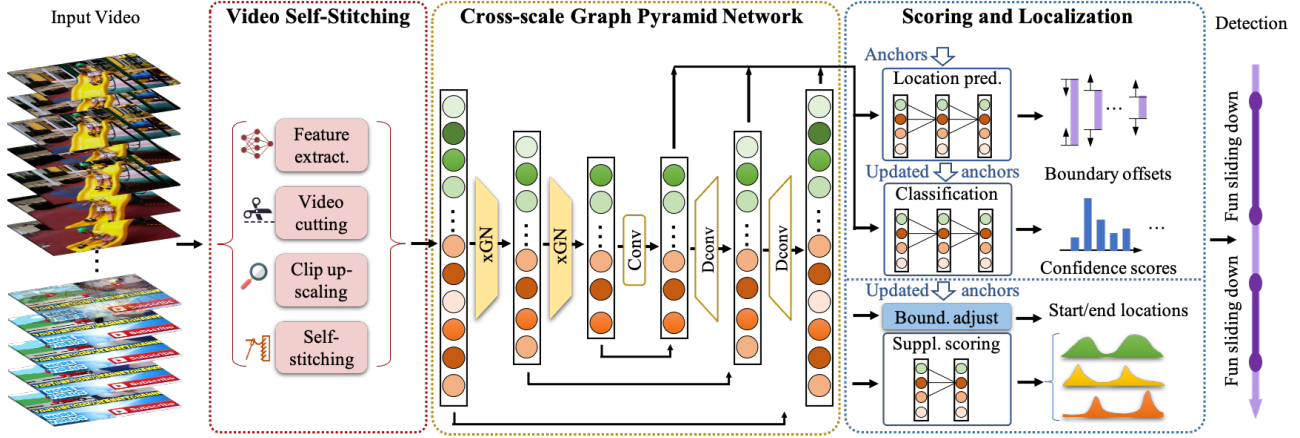 Input Video
Video Self-Stitching
Cross-scale Graph Pyramid Network
Scoring and Localization
Detection
Feature
extract.
Video
cutting
Clip up-
scaling
Self-
stitching
xGN
xGN
Conv
Dconv
Dconv
Anchors
Location pred.
Boundary offsets
Updated anchors
Classification
Confidence scores
Updated anchors
Bound. adjust
Start/end locations
Suppl. scoring
Fun sliding down
Fun sliding down
Subscribe
Subscribe